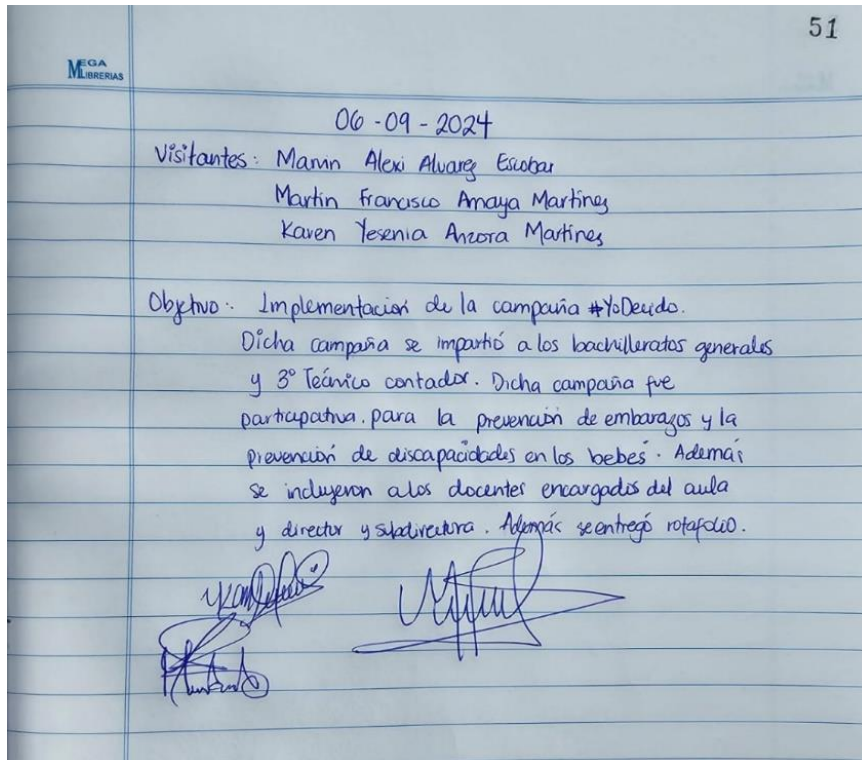 51
MEGA
LIBRERIAS
06-09-2024
Visitantes: Marvin Alexi Alvarez Escobar
Martin Francisco Amaya Martinez
Karen Yesenia Anzora Martinez
Objetivo: Implementación de la campaña #YoDecido.
Dicha campaña se impartió a los bachilleratos generales
y 3° Técnico contador. Dicha campaña fue
participativa. para la prevención de embarazos y la
prevención de discapacidades en los bebes. Además
se incluyeron a los docentes encargados del aula
y director y subdirectora. Además se entregó rotafolio.